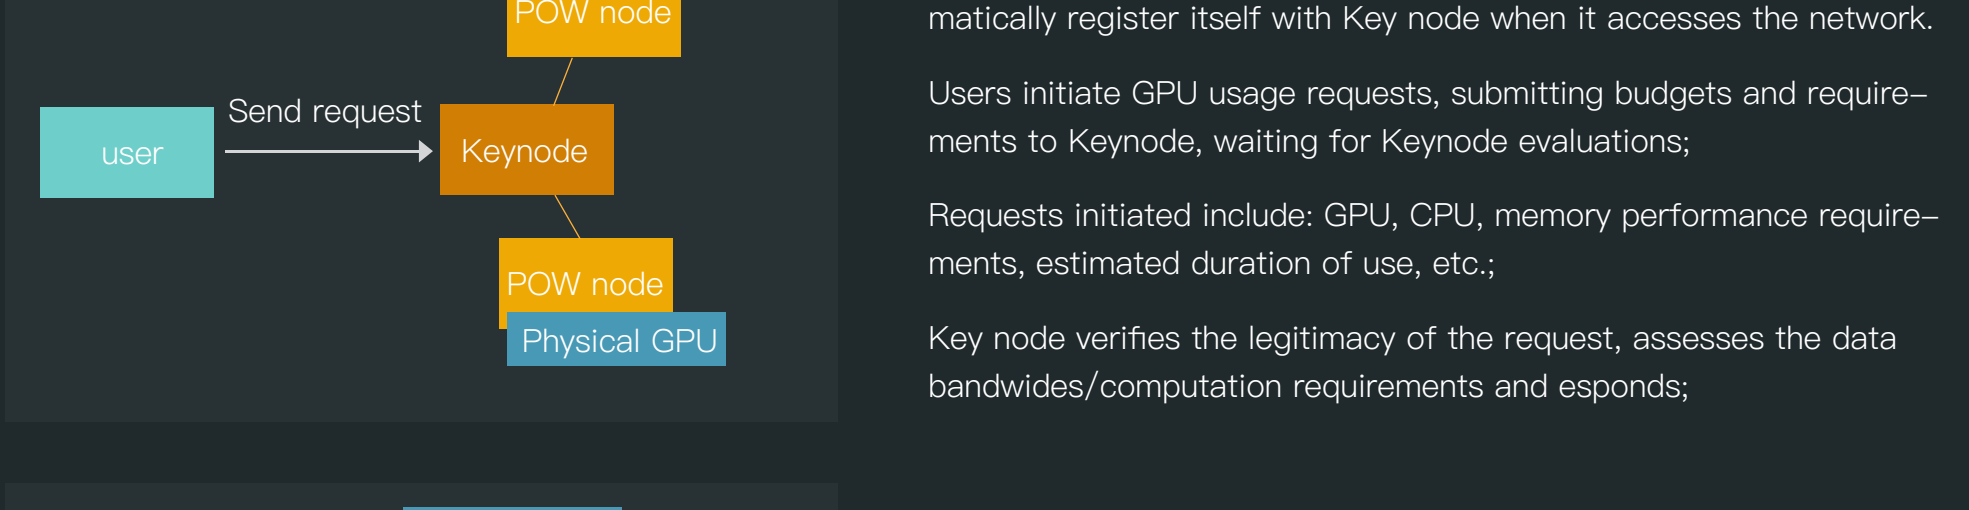 POW node
Send request
user
Keynode
POW node
Physical GPU
matically register itself with Key node when it accesses the network.
Users initiate GPU usage requests, submitting budgets and require–
ments to Keynode, waiting for Keynode evaluations;
Requests initiated include: GPU, CPU, memory performance require–
ments, estimated duration of use, etc.;
Key node verifies the legitimacy of the request, assesses the data
bandwides/computation requirements and esponds;